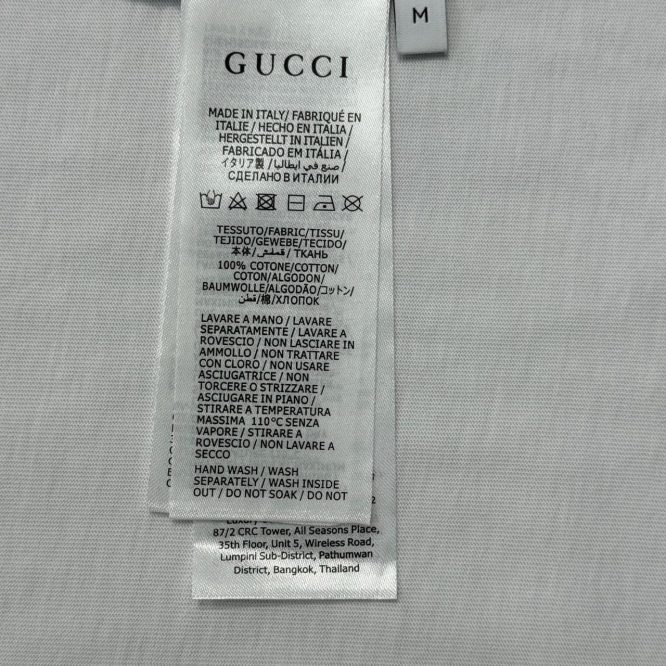 M
GUCCI
MADE IN ITALY/ FABRIQUÉ EN
ITALIE / HECHO EN ITALIA /
HERGESTELLT IN ITALIEN /
FABRICADO EM ITÁLIA /
イタリア製 / صنع في ايطاليا /
СДЕЛАНО В ИТАЛИИ
TESSUTO/FABRIC/TISSU/
TEJIDO/GEWEBE/TECIDO/
本体/ قماش/ ТКАНЬ
100% COTONE/COTTON/
COTON/ALGODON/
BAUMWOLLE/ALGODÃO/コットン/
قطن/棉/ХЛОПОК
LAVARE A MANO / LAVARE
SEPARATAMENTE / LAVARE A
ROVESCIO / NON LASCIARE IN
AMMOLLO / NON TRATTARE
CON CLORO / NON USARE
ASCIUGATRICE / NON
TORCERE O STRIZZARE /
ASCIUGARE IN PIANO /
STIRARE A TEMPERATURA
MASSIMA 110°C SENZA
VAPORE / STIRARE A
ROVESCIO / NON LAVARE A
SECCO
HAND WASH / WASH
SEPARATELY / WASH INSIDE
OUT / DO NOT SOAK / DO NOT
87/2 CRC Tower, All Seasons Place,
35th Floor, Unit 5, Wireless Road,
Lumpini Sub-District, Pathumwan
District, Bangkok, Thailand